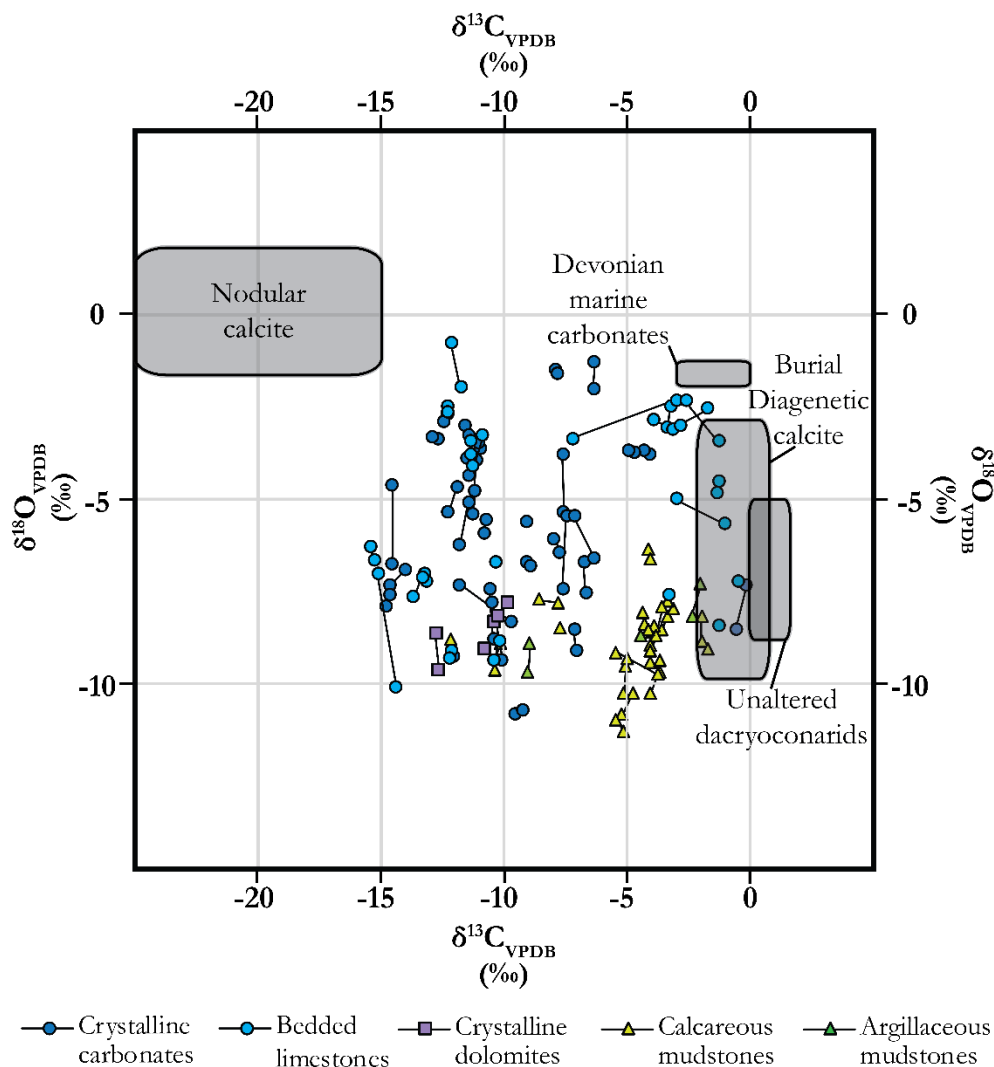 δ13CVPDB
(‰)
-20 -15 -10 -5 0
Nodular
calcite
Devonian
marine
carbonates
Burial
Diagenetic
calcite
Unaltered
dacryoconarids
0 0
-5 -5
-10 -10
δ18OVPDB
(‰)
δ18OVPDB
(‰)
-20 -15 -10 -5 0
δ13CVPDB
(‰)
Crystalline
carbonates
Bedded
limestones
Crystalline
dolomites
Calcareous
mudstones
Argillaceous
mudstones